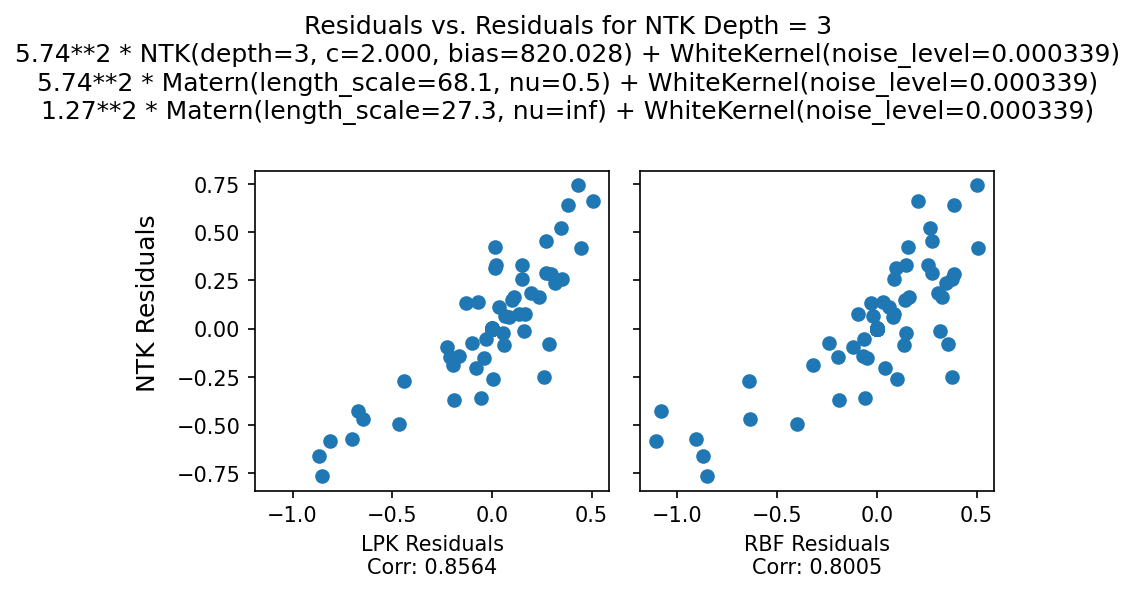 Residuals vs. Residuals for NTK Depth = 3
5.74**2 * NTK(depth=3, c=2.000, bias=820.028) + WhiteKernel(noise_level=0.000339)
5.74**2 * Matern(length_scale=68.1, nu=0.5) + WhiteKernel(noise_level=0.000339)
1.27**2 * Matern(length_scale=27.3, nu=inf) + WhiteKernel(noise_level=0.000339)
NTK Residuals
0.75
0.50
0.25
0.00
−0.25
−0.50
−0.75
−1.0 −0.5 0.0 0.5
LPK Residuals
Corr: 0.8564
−1.0 −0.5 0.0 0.5
RBF Residuals
Corr: 0.8005